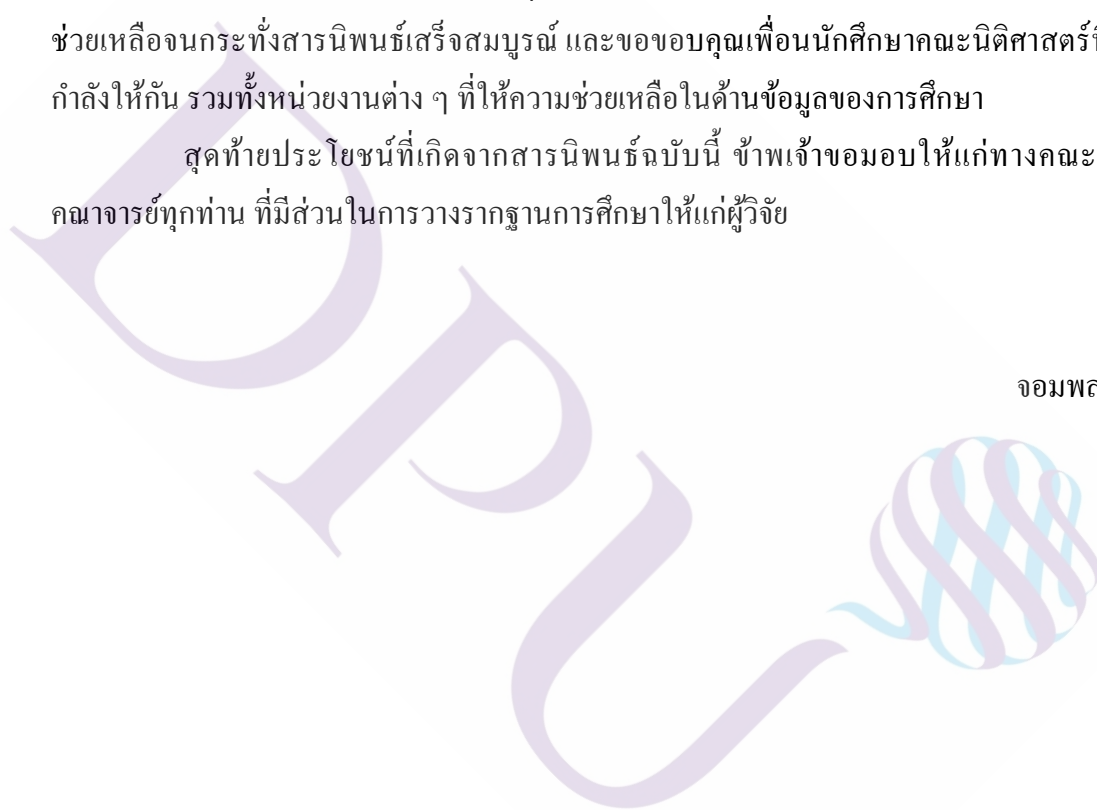 ช่วยเหลือจนกระทั่งสารนิพนธ์เสร็จสมบูรณ์ และขอขอบคุณเพื่อนนักศึกษาคณะนิติศาสตร์
กำลังให้กัน รวมทั้งหน่วยงานต่าง ๆ ที่ให้ความช่วยเหลือในด้านข้อมูลของการศึกษา
สุดท้ายประโยชน์ที่เกิดจากสารนิพนธ์ฉบับนี้ ข้าพเจ้าขอมอบให้แก่ทางคณะ
คณาจารย์ทุกท่าน ที่มีส่วนในการวางรากฐานการศึกษาให้แก่ผู้วิจัย
จอมพล
DPU